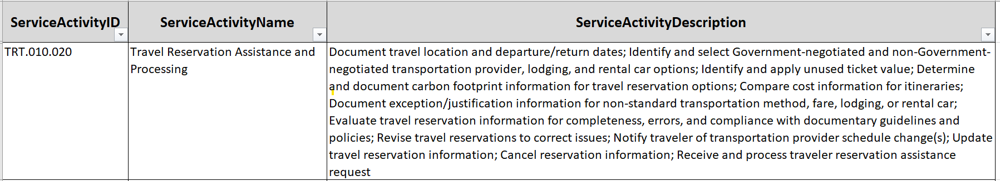 ServiceActivityID
ServiceActivityName
ServiceActivityDescription
TRT.010.020
Travel Reservation Assistance and
Processing
Document travel location and departure/return dates; Identify and select Government-negotiated and non-Government-
negotiated transportation provider, lodging, and rental car options; Identify and apply unused ticket value; Determine
and document carbon footprint information for travel reservation options; Compare cost information for itineraries;
Document exception/justification information for non-standard transportation method, fare, lodging, or rental car;
Evaluate travel reservation information for completeness, errors, and compliance with documentary guidelines and
policies; Revise travel reservations to correct issues; Notify traveler of transportation provider schedule change(s); Update
travel reservation information; Cancel reservation information; Receive and process traveler reservation assistance
request